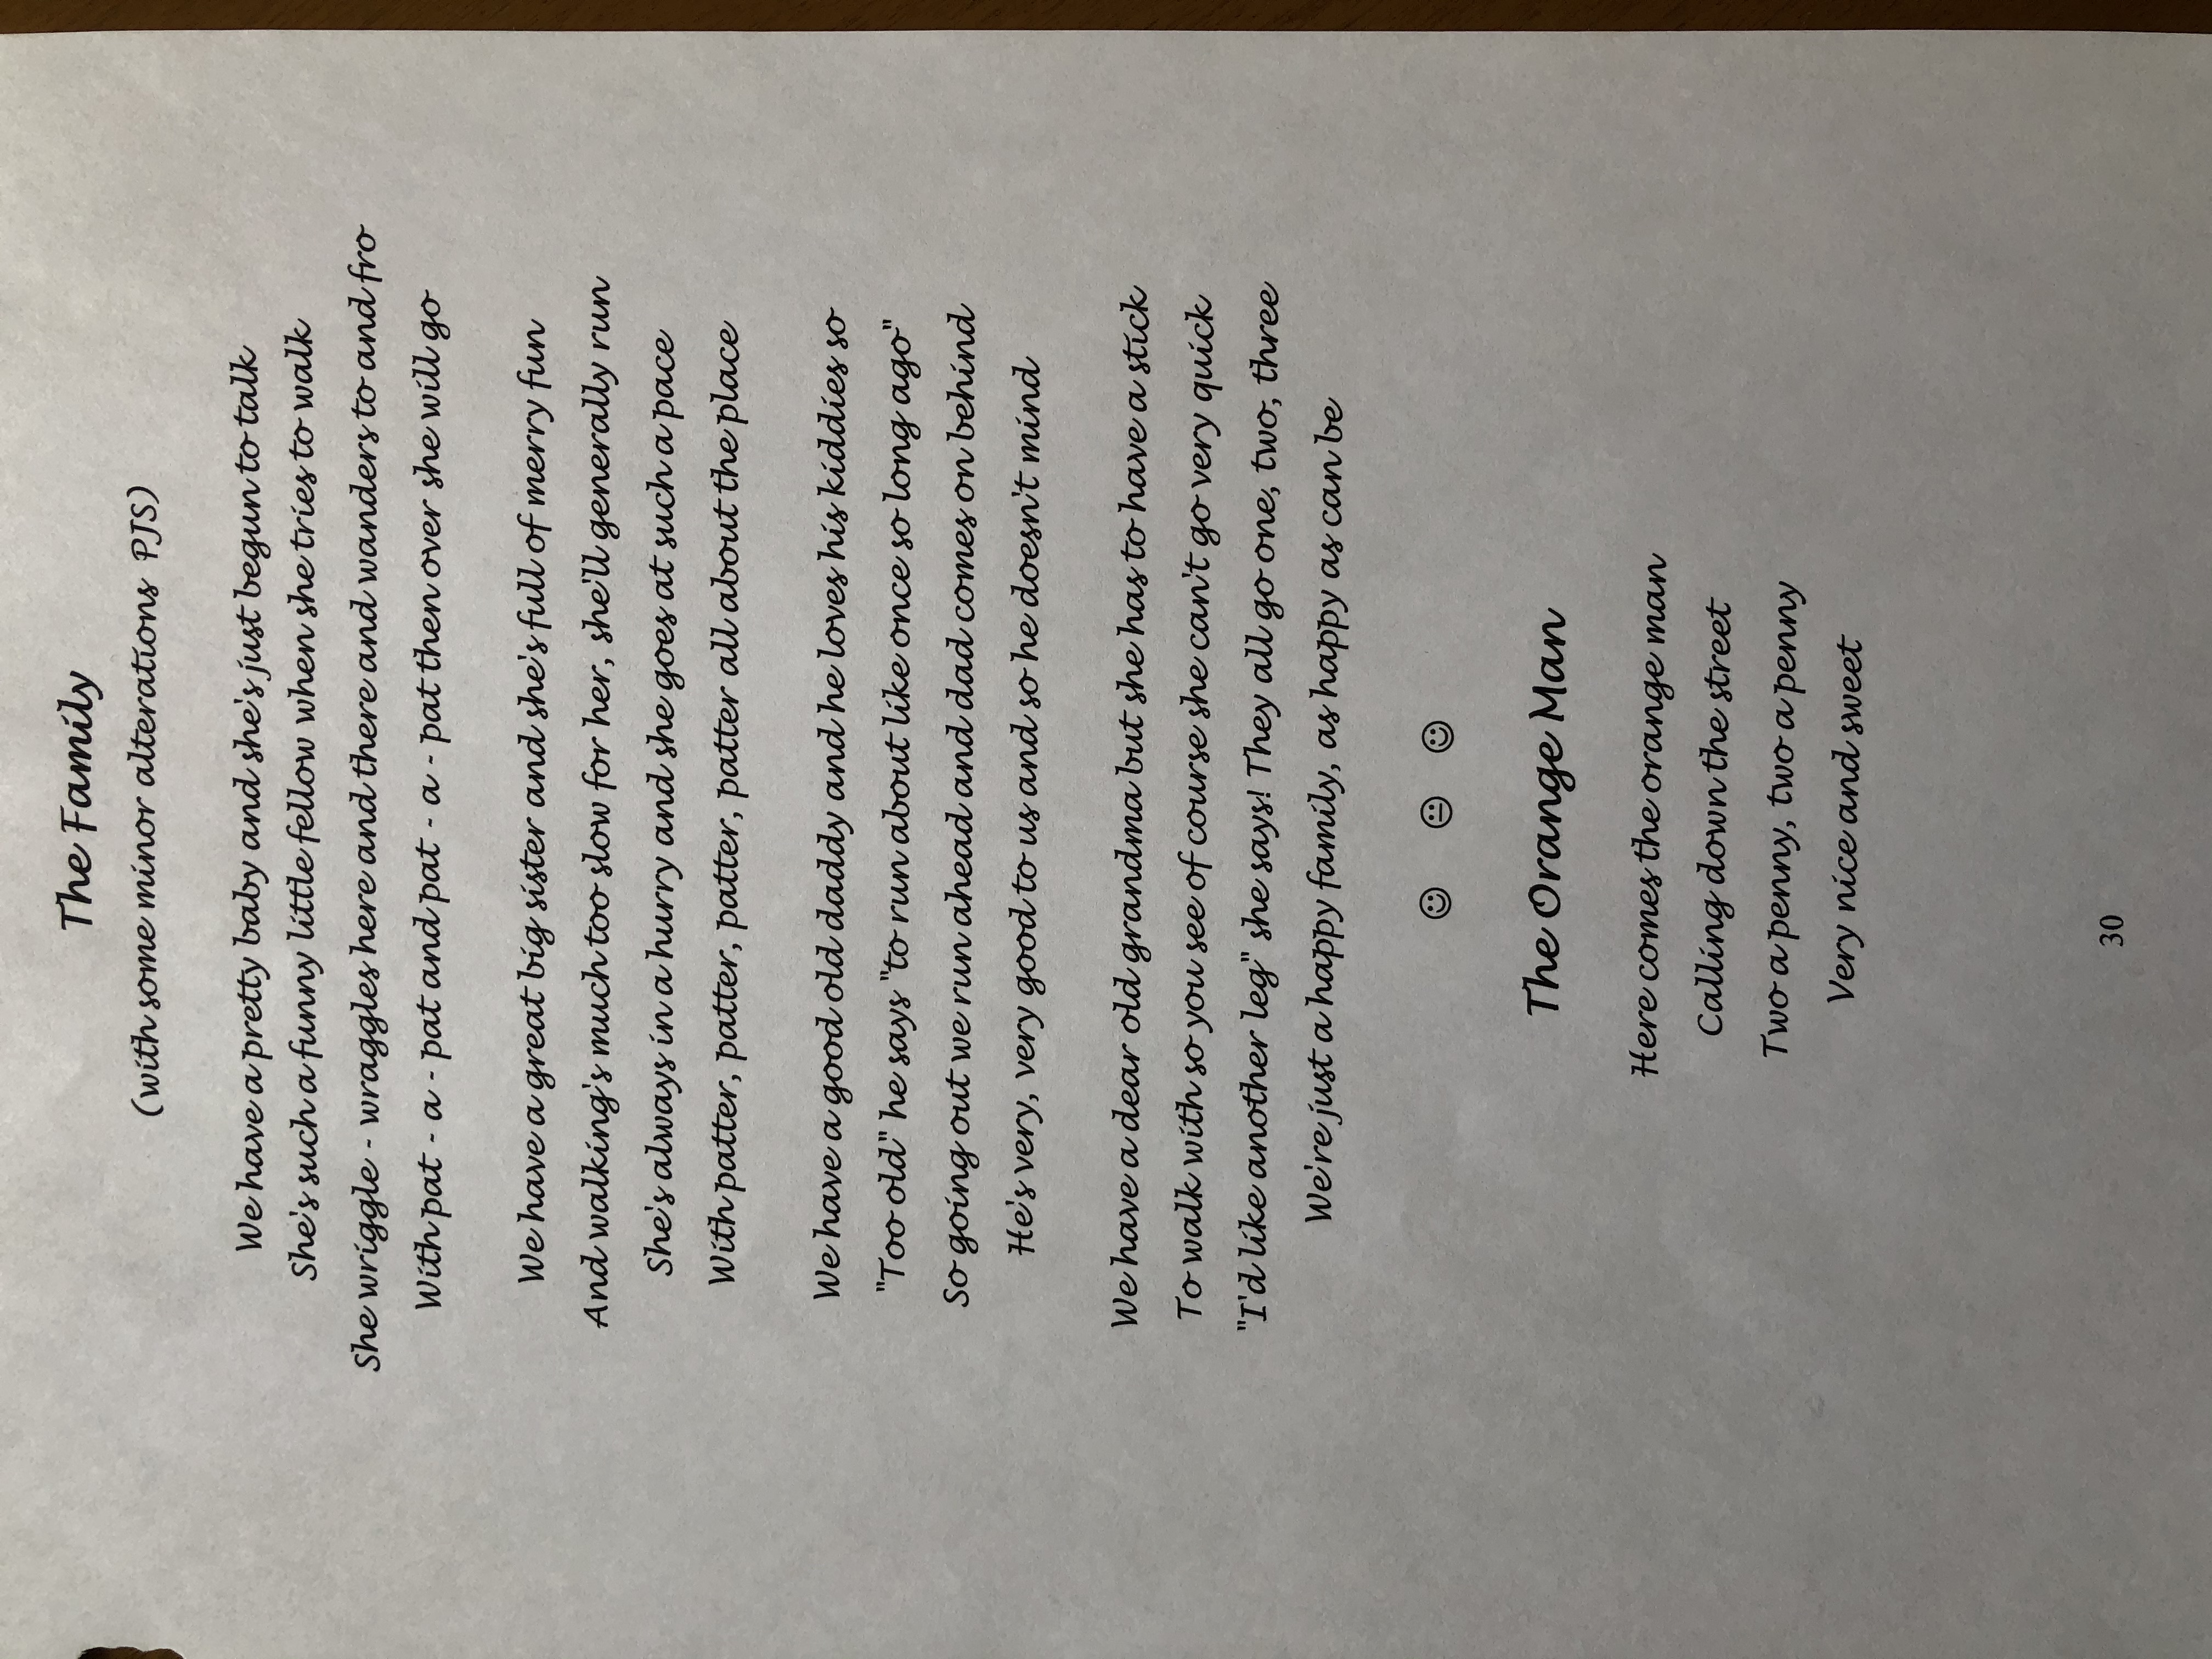 The Family
(with some minor alterations PJS)
We have a pretty baby and she's just begun to talk
She's such a funny little fellow when she tries to walk
She wriggle - wraggles here and there and wanders to and fro
With pat - a - pat and pat - a - pat then over she will go
We have a great big sister and she's full of merry fun
And walking's much too slow for her, she'll generally run
She's always in a hurry and she goes at such a pace
With patter, patter, patter, patter all about the place
We have a good old daddy and he loves his kiddies so
"Too old" he says "to run about like once so long ago"
So going out we run ahead and dad comes on behind
He's very, very good to us and so he doesn't mind
We have a dear old grandma but she has to have a stick
To walk with so you see of course she can't go very quick
"I'd like another leg" she says! They all go one, two, three
We're just a happy family, as happy as can be
☺ 😐 ☺
The Orange Man
Here comes the orange man
Calling down the street
Two a penny, two a penny
Very nice and sweet
30